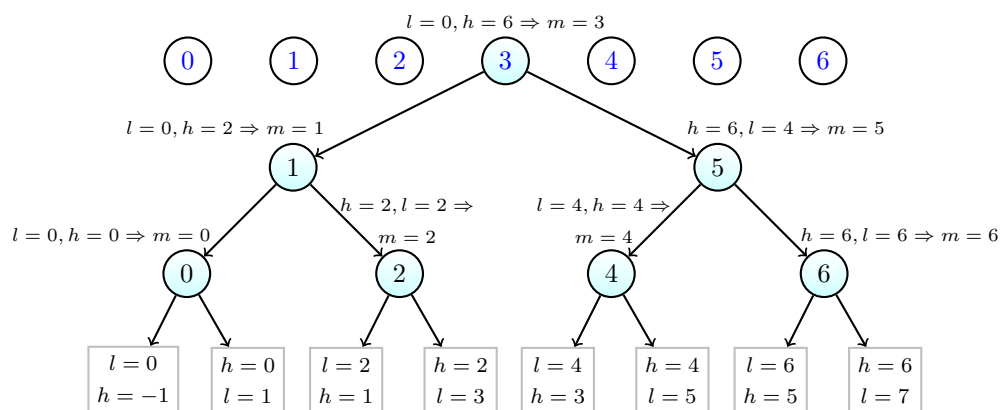 l = 0, h = 6 ⇒ m = 3
0 1 2 3 4 5 6
l = 0, h = 2 ⇒ m = 1
h = 6, l = 4 ⇒ m = 5
1 5
h = 2, l = 2 ⇒
m = 2
l = 4, h = 4 ⇒
m = 4
l = 0, h = 0 ⇒ m = 0
h = 6, l = 6 ⇒ m = 6
0 2 4 6
l = 0
h = −1
h = 0
l = 1
l = 2
h = 1
h = 2
l = 3
l = 4
h = 3
h = 4
l = 5
l = 6
h = 5
h = 6
l = 7